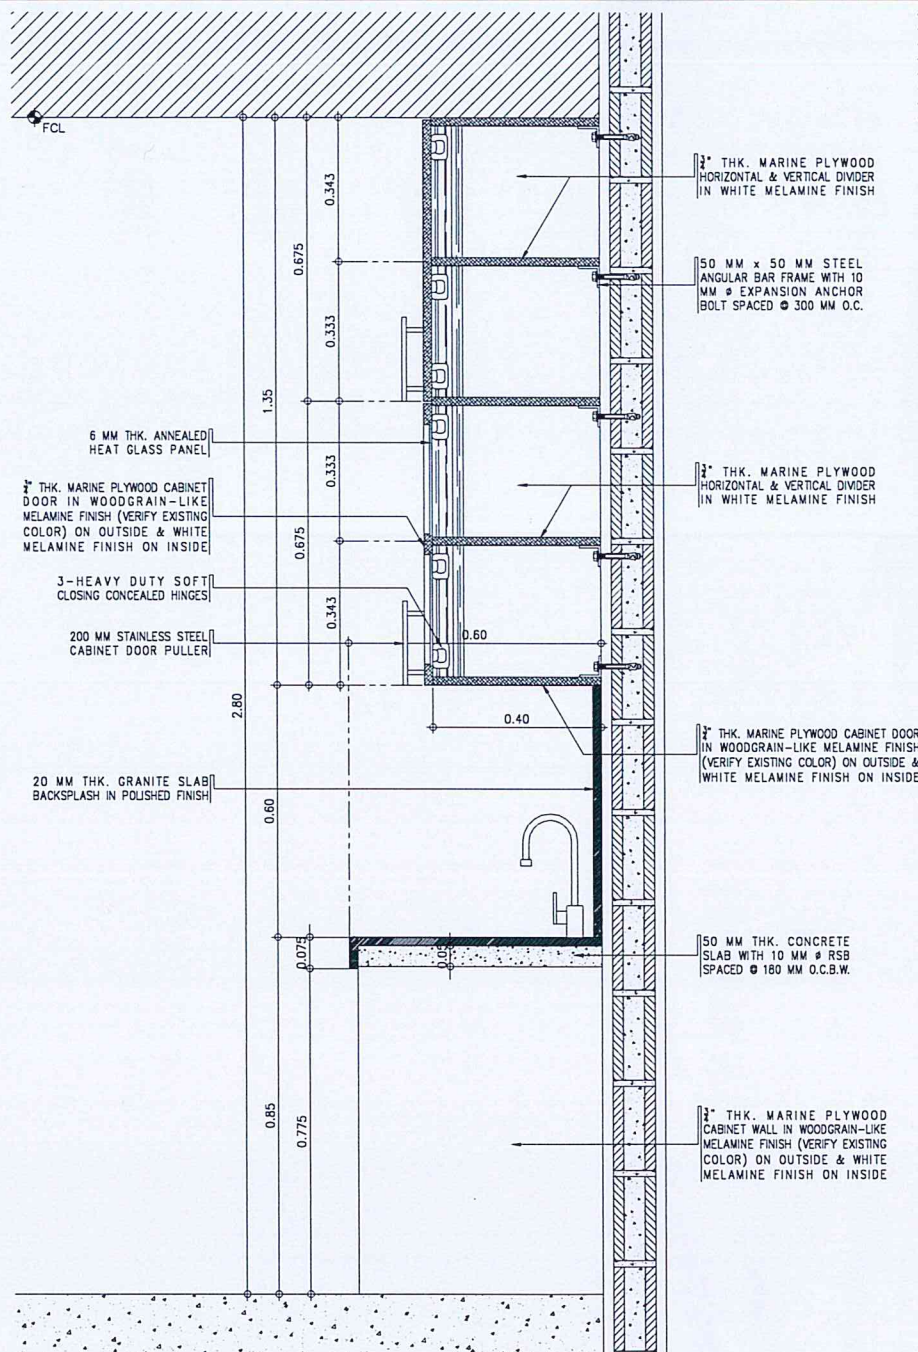 FCL
0.343
0.675
0.333
1.35
0.333
0.675
0.343
2.80
0.60
0.40
0.60
0.075
0.05
0.85
0.775
6 MM THK. ANNEALED
HEAT GLASS PANEL
3/4" THK. MARINE PLYWOOD CABINET
DOOR IN WOODGRAIN-LIKE
MELAMINE FINISH (VERIFY EXISTING
COLOR) ON OUTSIDE & WHITE
MELAMINE FINISH ON INSIDE
3-HEAVY DUTY SOFT
CLOSING CONCEALED HINGES
200 MM STAINLESS STEEL
CABINET DOOR PULLER
20 MM THK. GRANITE SLAB
BACKSPLASH IN POLISHED FINISH
3/4" THK. MARINE PLYWOOD
HORIZONTAL & VERTICAL DIVIDER
IN WHITE MELAMINE FINISH
50 MM x 50 MM STEEL
ANGULAR BAR FRAME WITH 10
MM ø EXPANSION ANCHOR
BOLT SPACED @ 300 MM O.C.
3/4" THK. MARINE PLYWOOD
HORIZONTAL & VERTICAL DIVIDER
IN WHITE MELAMINE FINISH
3/4" THK. MARINE PLYWOOD CABINET DOOR
IN WOODGRAIN-LIKE MELAMINE FINISH
(VERIFY EXISTING COLOR) ON OUTSIDE &
WHITE MELAMINE FINISH ON INSIDE
50 MM THK. CONCRETE
SLAB WITH 10 MM ø RSB
SPACED @ 180 MM O.C.B.W.
3/4" THK. MARINE PLYWOOD
CABINET WALL IN WOODGRAIN-LIKE
MELAMINE FINISH (VERIFY EXISTING
COLOR) ON OUTSIDE & WHITE
MELAMINE FINISH ON INSIDE